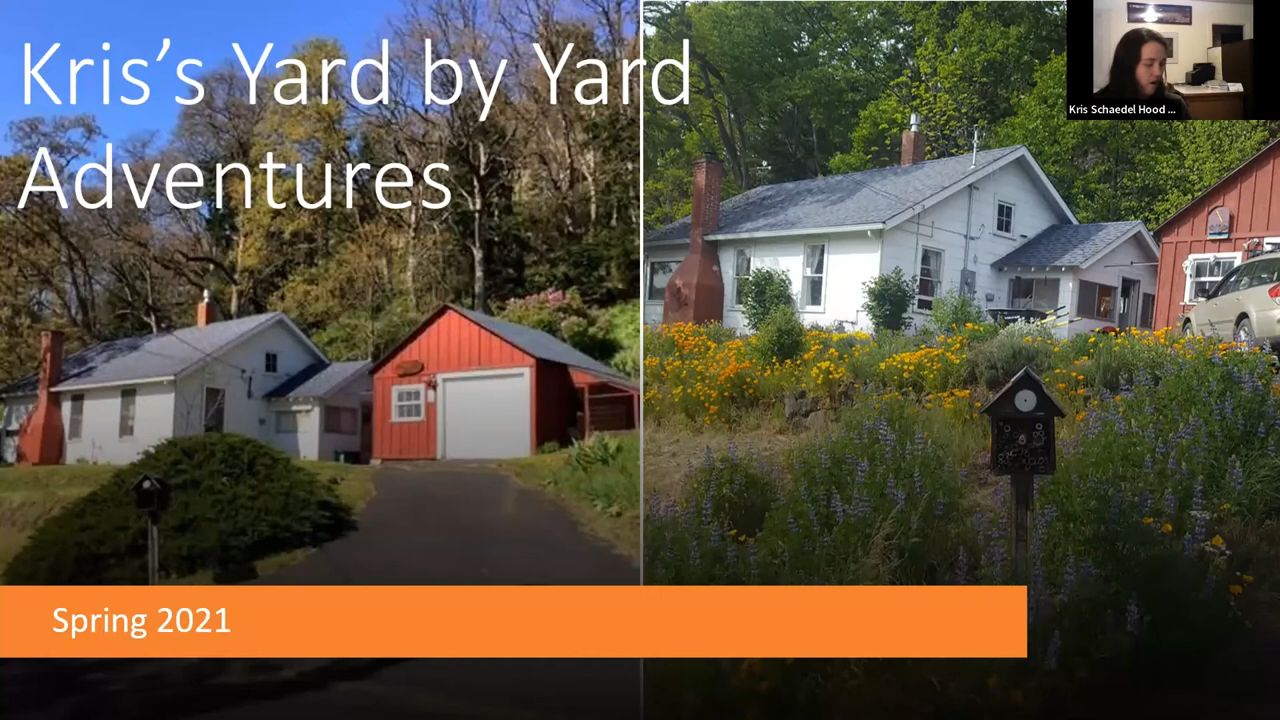 Kris's Yard by Yard
Adventures
Kris Schaedel Hood ...
Spring 2021